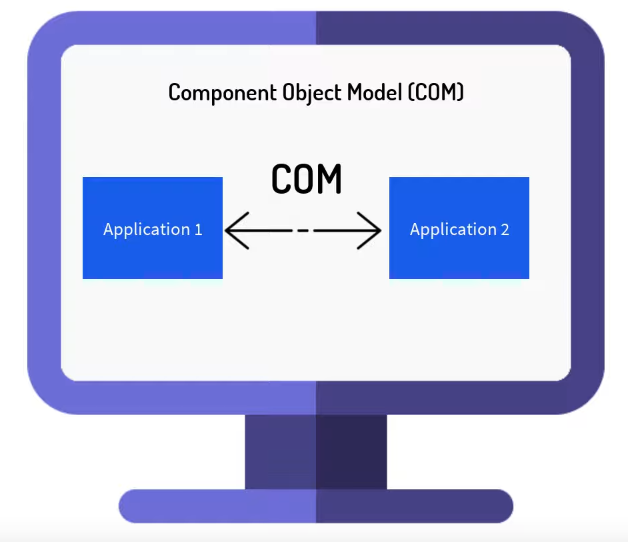 Component Object Model (COM)
COM
Application 1
Application 2